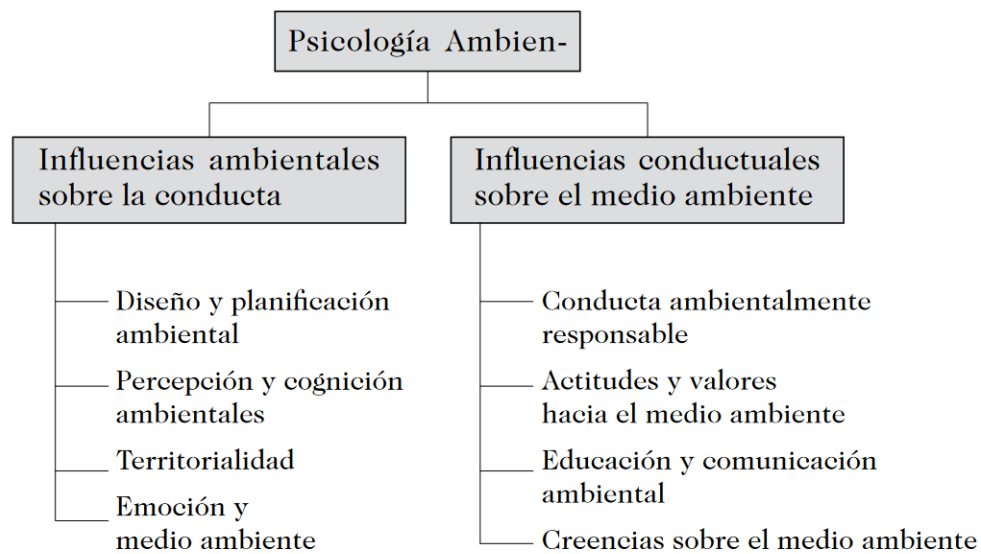 Psicología Ambien-
Influencias ambientales
sobre la conducta
Diseño y planificación
ambiental
Percepción y cognición
ambientales
Territorialidad
Emoción y
medio ambiente
Influencias conductuales
sobre el medio ambiente
Conducta ambientalmente
responsable
Actitudes y valores
hacia el medio ambiente
Educación y comunicación
ambiental
Creencias sobre el medio ambiente